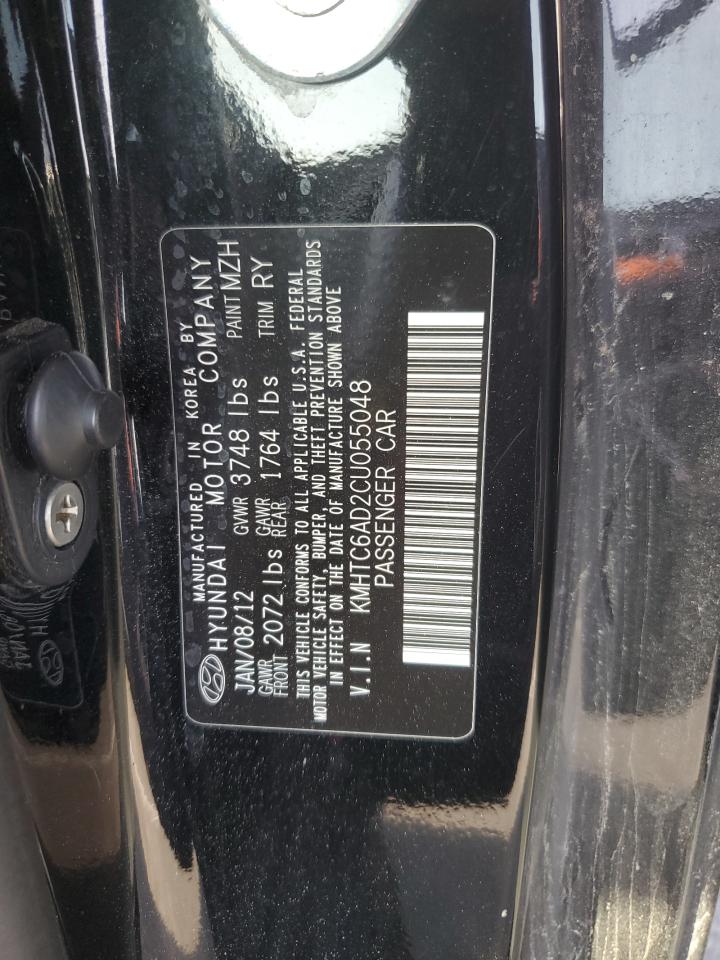 MANUFACTURED IN KOREA BY
HYUNDAI MOTOR COMPANY
JAN/08/12 GVWR 3748 lbs PAINT MZH
GAWR FRONT 2072 lbs GAWR REAR 1764 lbs TRIM RY
THIS VEHICLE CONFORMS TO ALL APPLICABLE U.S.A. FEDERAL
MOTOR VEHICLE SAFETY, BUMPER, AND THEFT PREVENTION STANDARDS
IN EFFECT ON THE DATE OF MANUFACTURE SHOWN ABOVE
V.I.N KMHTC6AD2CU055048
PASSENGER CAR